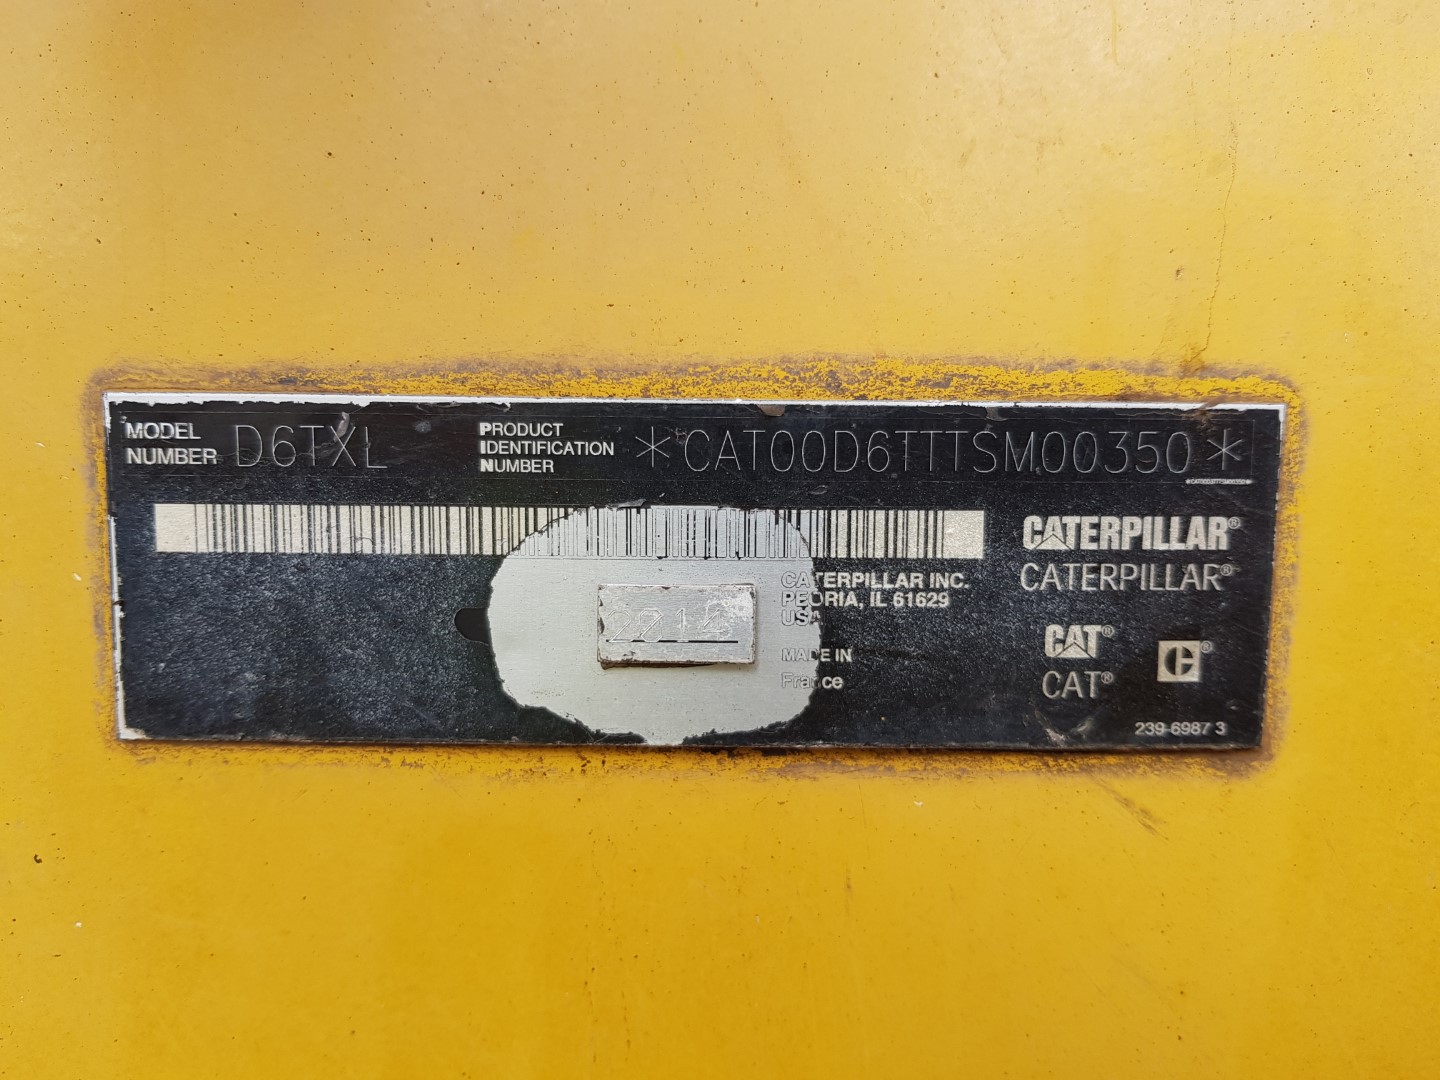 MODEL NUMBER D6TXL
PRODUCT IDENTIFICATION NUMBER *CAT00D6TTTSM00350*
CATERPILLAR®
CATERPILLAR®
CATERPILLAR INC.
PEORIA, IL 61629
USA
MADE IN
France
2014
CAT®
CAT®
C®
239-6987 3